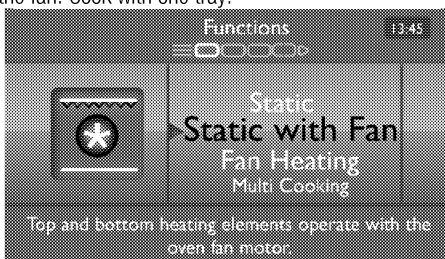 the fan. Cook with one tray.
Functions
13:45
Static
Static with Fan
Fan Heating
Multi Cooking
Top and bottom heating elements operate with the
oven fan motor.